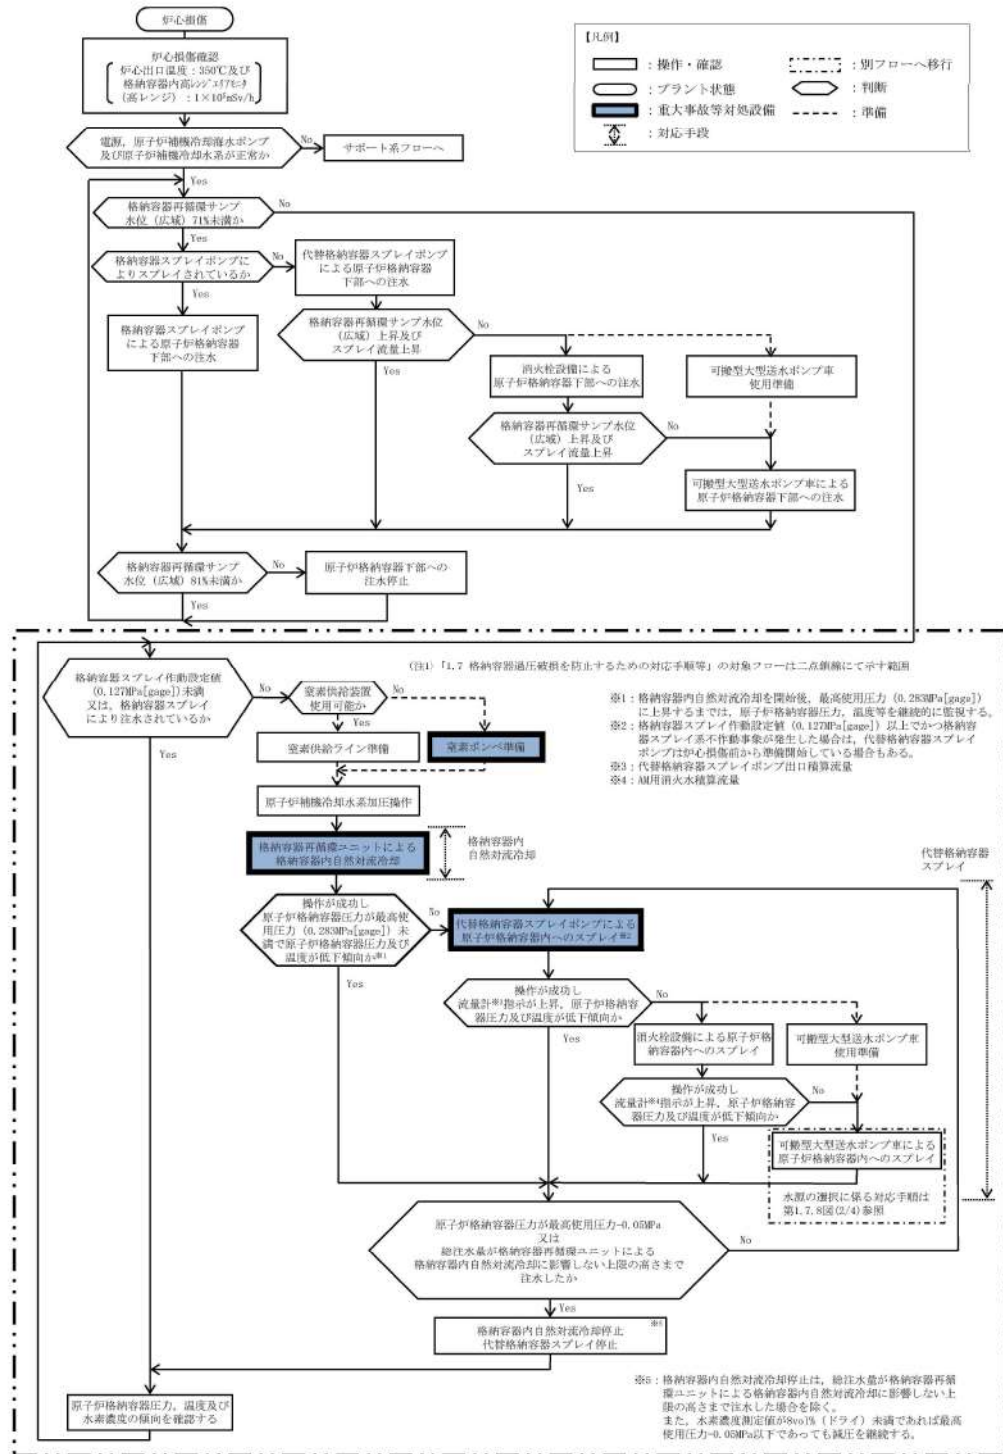 炉心損傷
炉心損傷確認
炉心出口温度：350℃及び
格納容器内高ﾚﾝｼﾞｴﾘｱﾓﾆﾀ
(高レンジ)：1×10⁵mSv/h
【凡例】
：操作・確認
：別フローへ移行
：プラント状態
：判断
：重大事故等対処設備
：準備
：対応手段
電源，原子炉補機冷却海水ポンプ
及び原子炉補機冷却水系が正常か
No
サポート系フローへ
Yes
格納容器再循環サンプ
水位（広域）71%未満か
No
Yes
格納容器スプレイポンプに
よりスプレイされているか
No
代替格納容器スプレイポンプ
による原子炉格納容器
下部への注水
Yes
格納容器スプレイポンプ
による原子炉格納容器
下部への注水
格納容器再循環サンプ水位
（広域）上昇及び
スプレイ流量上昇
No
Yes
消火栓設備による
原子炉格納容器下部への注水
可搬型大型送水ポンプ車
使用準備
格納容器再循環サンプ水位
（広域）上昇及び
スプレイ流量上昇
No
Yes
可搬型大型送水ポンプ車による
原子炉格納容器下部への注水
格納容器再循環サンプ
水位（広域）81%未満か
No
原子炉格納容器下部への
注水停止
Yes
(注1)「1.7 格納容器過圧破損を防止するための対応手順等」の対象フローは二点鎖線にて示す範囲
格納容器スプレイ作動設定値
(0.127MPa[gage])未満
又は，格納容器スプレイ
により注水されているか
No
窒素供給装置
使用可能か
No
Yes
Yes
窒素供給ライン準備
窒素ボンベ準備
※1：格納容器内自然対流冷却を開始後，最高使用圧力（0.283MPa[gage]）
に上昇するまでは，原子炉格納容器圧力，温度等を継続的に監視する。
※2：格納容器スプレイ作動設定値（0.127MPa[gage]）以上でかつ格納容
器スプレイ系不作動事象が発生した場合は，代替格納容器スプレイ
ポンプは炉心損傷前から準備開始している場合もある。
※3：代替格納容器スプレイポンプ出口積算流量
※4：AM用消火水積算流量
原子炉補機冷却水系加圧操作
格納容器再循環ユニットによる
格納容器内自然対流冷却
格納容器内
自然対流冷却
代替格納容器
スプレイ
操作が成功し
原子炉格納容器圧力が最高使
用圧力（0.283MPa[gage]）未
満で原子炉格納容器圧力及び
温度が低下傾向か※1
No
Yes
代替格納容器スプレイポンプによる
原子炉格納容器内へのスプレイ※2
操作が成功し
流量計※3指示が上昇，原子炉格納容
器圧力及び温度が低下傾向か
No
Yes
消火栓設備による原子炉格
納容器内へのスプレイ
可搬型大型送水ポンプ車
使用準備
操作が成功し
流量計※4指示が上昇，原子炉格納容
器圧力及び温度が低下傾向か
No
Yes
可搬型大型送水ポンプ車による
原子炉格納容器内へのスプレイ
水源の選択に係る対応手順は
第1.7.8図(2/4)参照
原子炉格納容器圧力が最高使用圧力-0.05MPa
又は
総注水量が格納容器再循環ユニットによる
格納容器内自然対流冷却に影響しない上限の高さまで
注水したか
No
Yes
格納容器内自然対流冷却停止
代替格納容器スプレイ停止
※5
原子炉格納容器圧力，温度及び
水素濃度の傾向を確認する
※5：格納容器内自然対流冷却停止は，総注水量が格納容器再循
環ユニットによる格納容器内自然対流冷却に影響しない上
限の高さまで注水した場合を除く。
また，水素濃度測定値が8vol%（ドライ）未満であれば最高
使用圧力-0.05MPa以下であっても減圧を継続する。